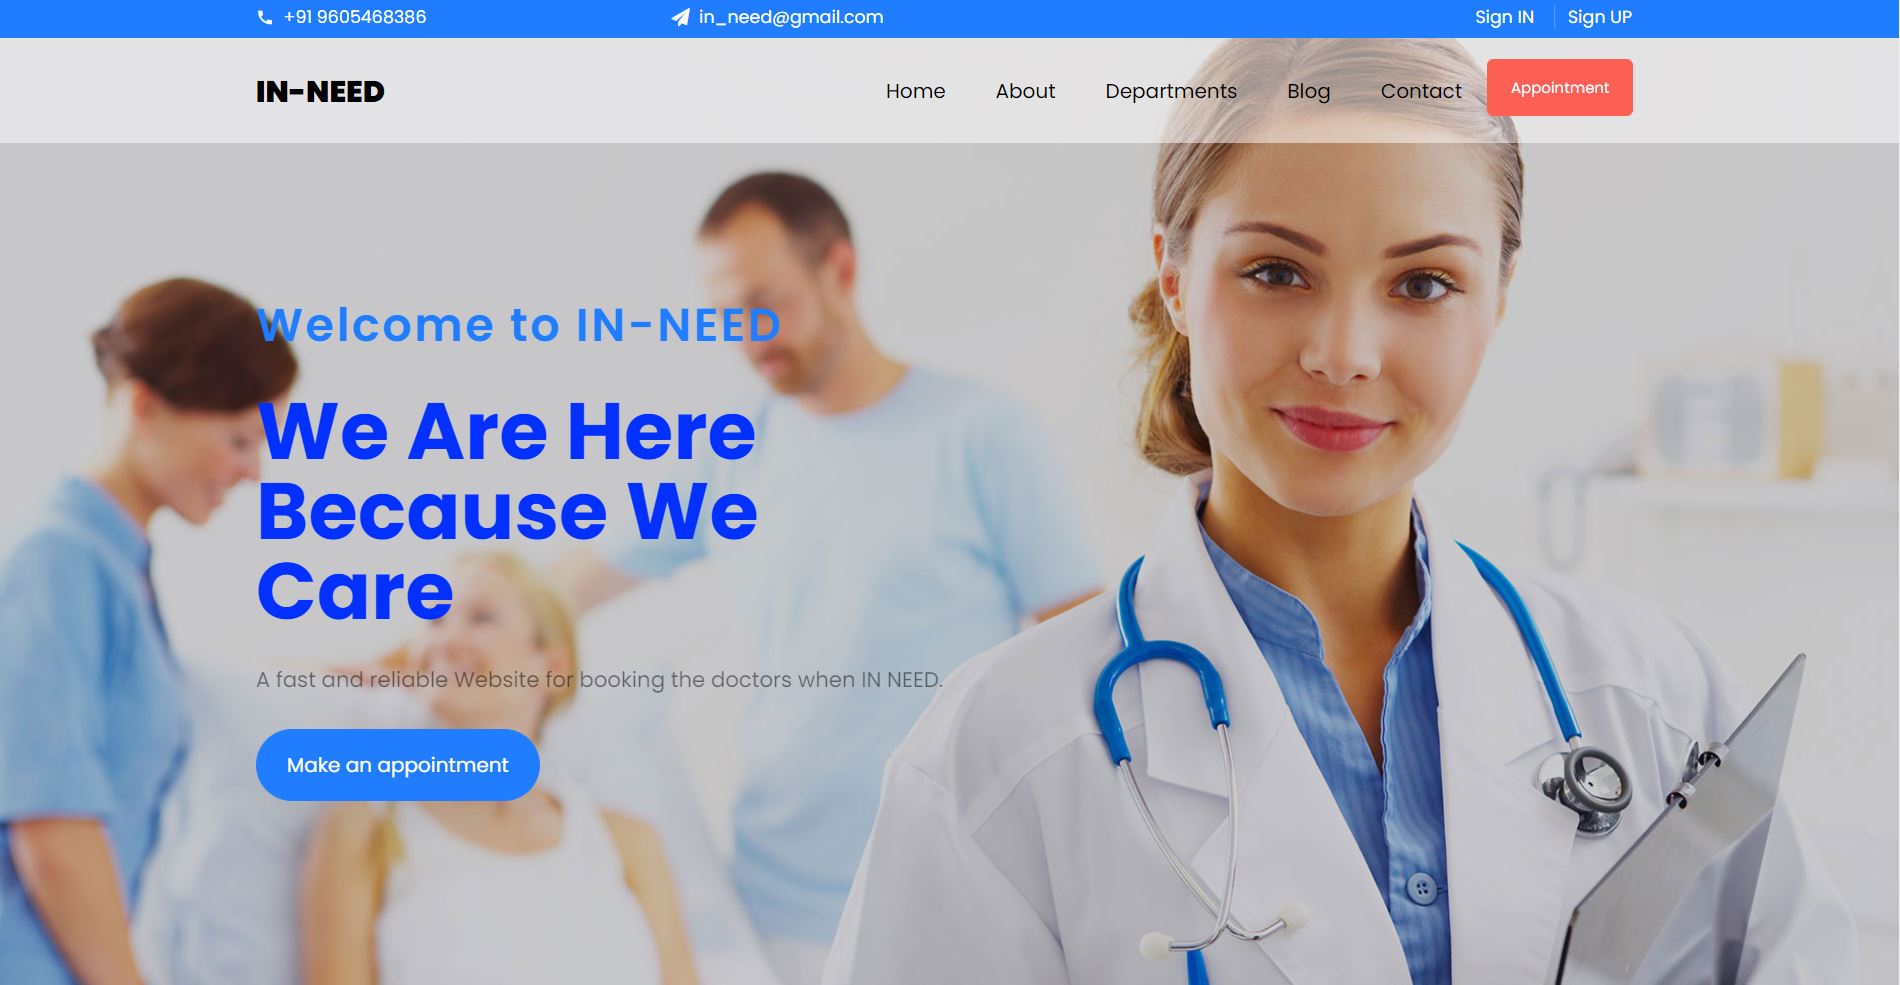 +91 9605468386
in_need@gmail.com
Sign IN
Sign UP
IN-NEED
Home
About
Departments
Blog
Contact
Appointment
Welcome to IN-NEED
We Are Here
Because We
Care
A fast and reliable Website for booking the doctors when IN NEED.
Make an appointment